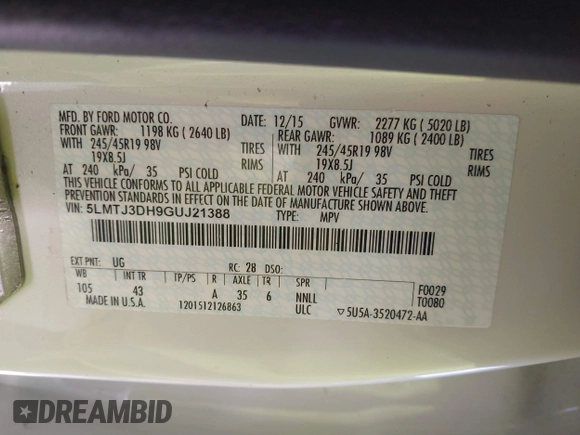 MFD. BY FORD MOTOR CO.
DATE: 12/15 GVWR: 2277 KG ( 5020 LB)
FRONT GAWR: 1198 KG ( 2640 LB) REAR GAWR: 1089 KG ( 2400 LB)
WITH 245/45R19 98V TIRES WITH 245/45R19 98V TIRES
19X8.5J RIMS 19X8.5J RIMS
AT 240 kPa/ 35 PSI COLD AT 240 kPa/ 35 PSI COLD
THIS VEHICLE CONFORMS TO ALL APPLICABLE FEDERAL MOTOR VEHICLE SAFETY AND THEFT
PREVENTION STANDARDS IN EFFECT ON THE DATE OF MANUFACTURE SHOWN ABOVE.
VIN: 5LMTJ3DH9GUJ21388 TYPE: MPV
EXT PNT: UG RC: 28 DSO: F0029
WB INT TR TP/PS R AXLE TR SPR T0080
105 43 A 35 6 NNLL
MADE IN U.S.A. 1201512126863 ULC ▽5U5A-3520472-AA
DREAMBID